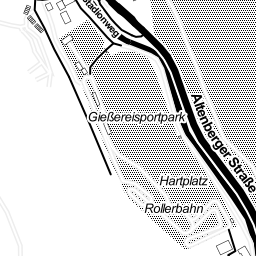 Stadionweg
Gießereisportpark
Altenberger Straße
Hartplatz
Rollerbahn